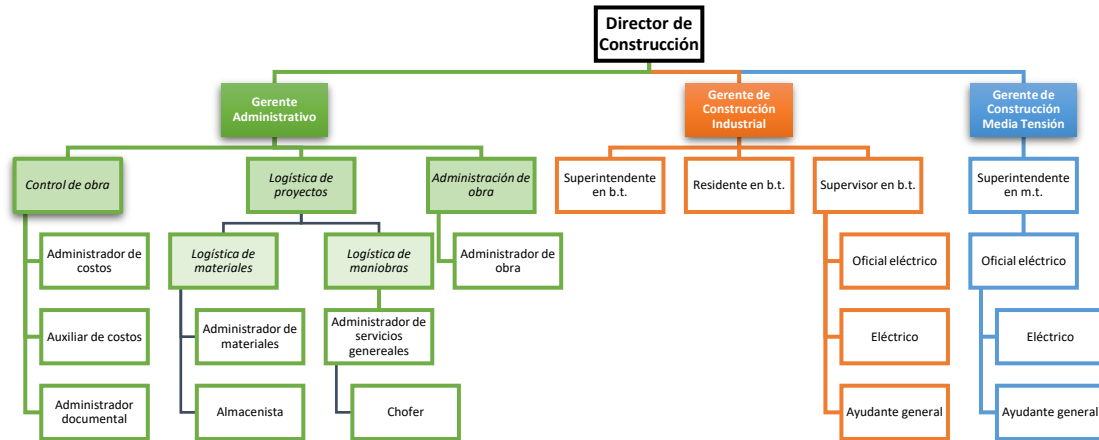 Director de
Construcción
Gerente
Administrativo
Gerente de
Construcción
Industrial
Gerente de
Construcción
Media Tensión
Control de obra
Logística de
proyectos
Administración de
obra
Superintendente
en b.t.
Residente en b.t.
Supervisor en b.t.
Superintendente
en m.t.
Administrador de
costos
Logística de
materiales
Logística de
maniobras
Administrador de
obra
Oficial eléctrico
Oficial eléctrico
Auxiliar de costos
Administrador de
materiales
Administrador de
servicios
genereales
Eléctrico
Eléctrico
Administrador
documental
Almacenista
Chofer
Ayudante general
Ayudante general